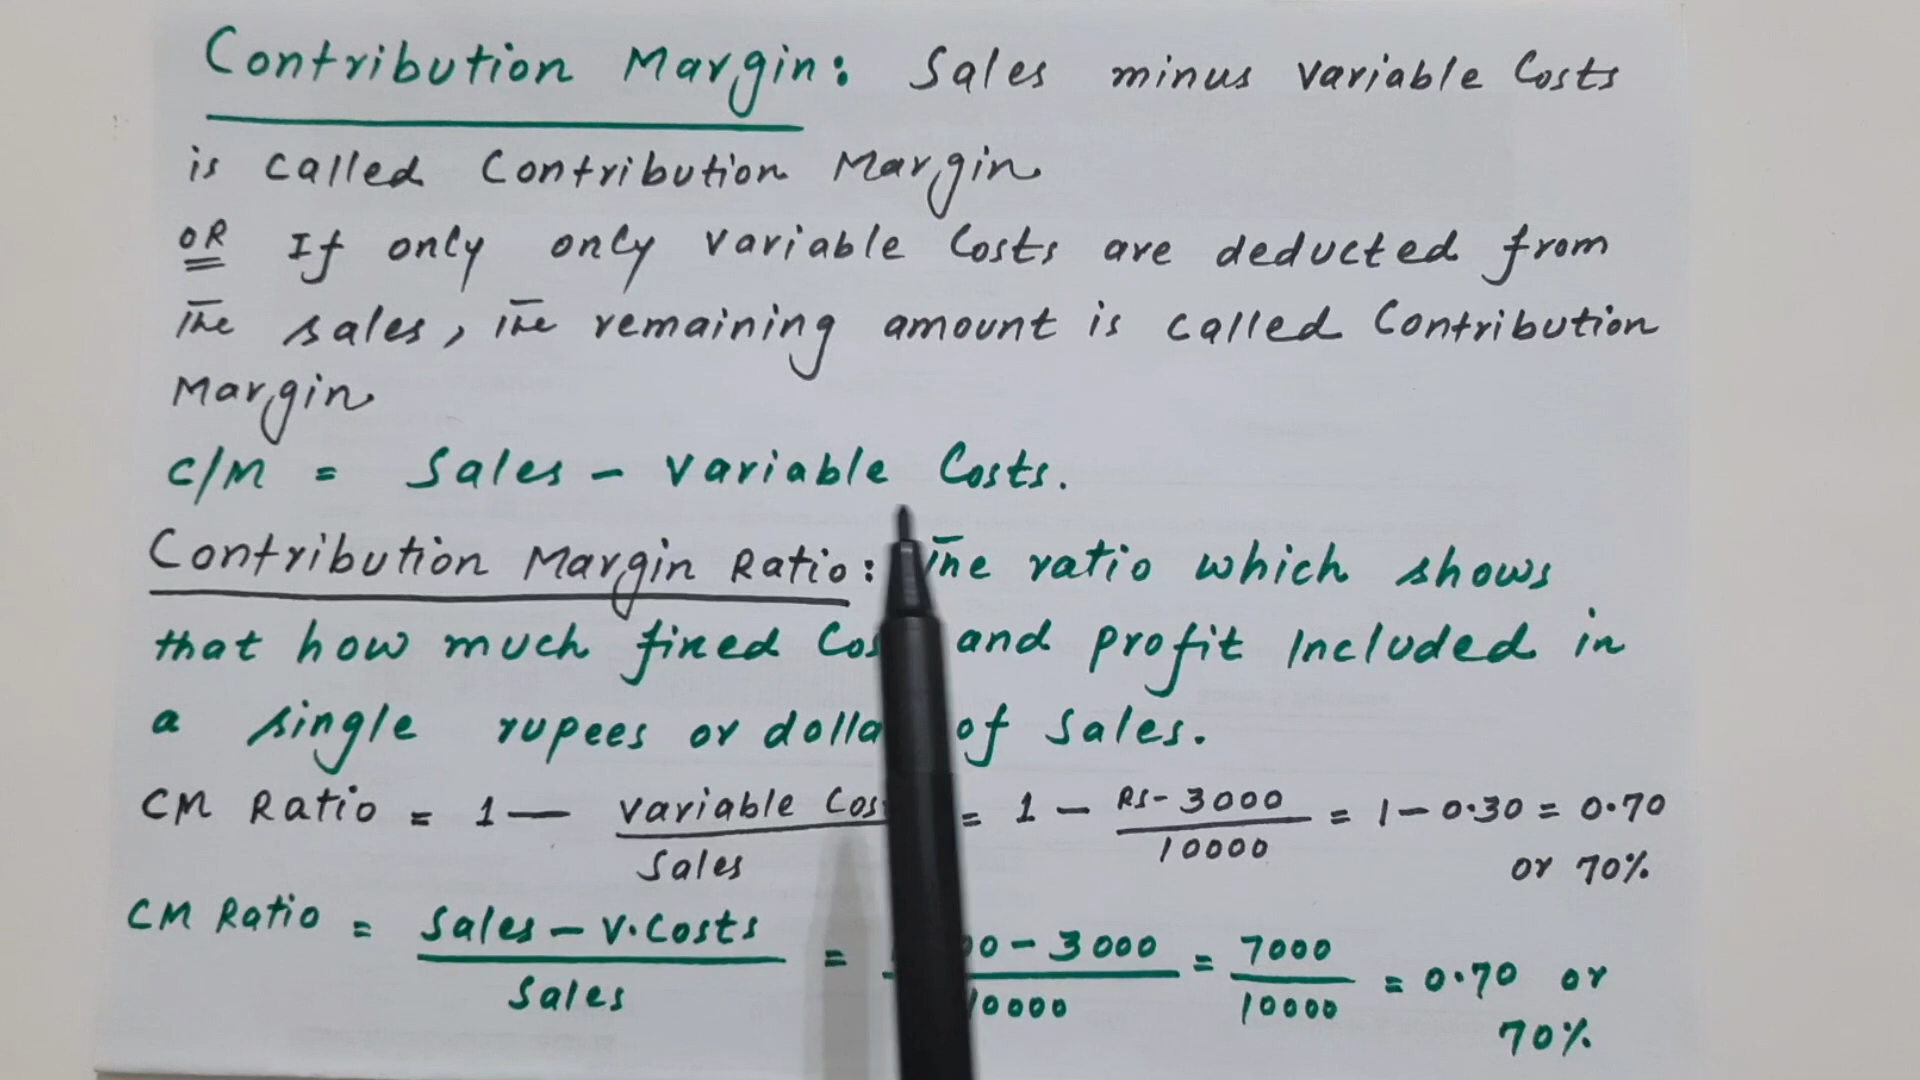 Contribution Margin: Sales minus Variable Costs
is called Contribution Margin
OR If only only variable Costs are deducted from
The sales, The remaining amount is called Contribution
Margin
C/M = Sales - Variable Costs.
Contribution Margin Ratio: The ratio which shows
that how much fixed and profit Included in
a single rupees or of Sales.
CM Ratio = 1 - Variable / Sales = 1 - Rs-3000 / 10000 = 1-0.30 = 0.70
or 70%
CM Ratio = Sales - V.Costs / Sales = - 3000 / 10000 = 7000 / 10000 = 0.70 or
70%